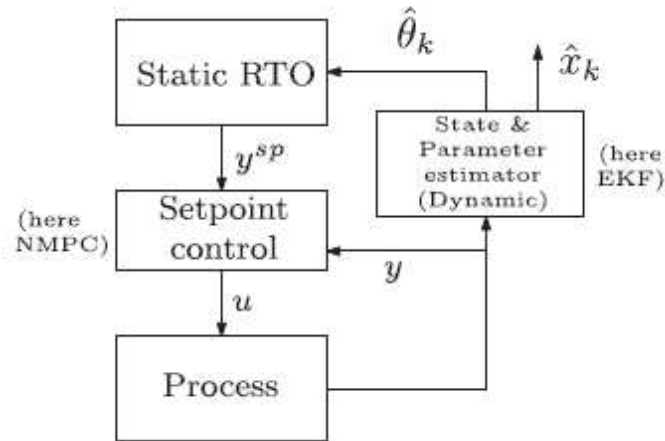 θ̂ₖ
x̂ₖ
Static RTO
State &
Parameter
estimator
(Dynamic)
(here
EKF)
yˢᵖ
(here
NMPC)
Setpoint
control
y
u
Process